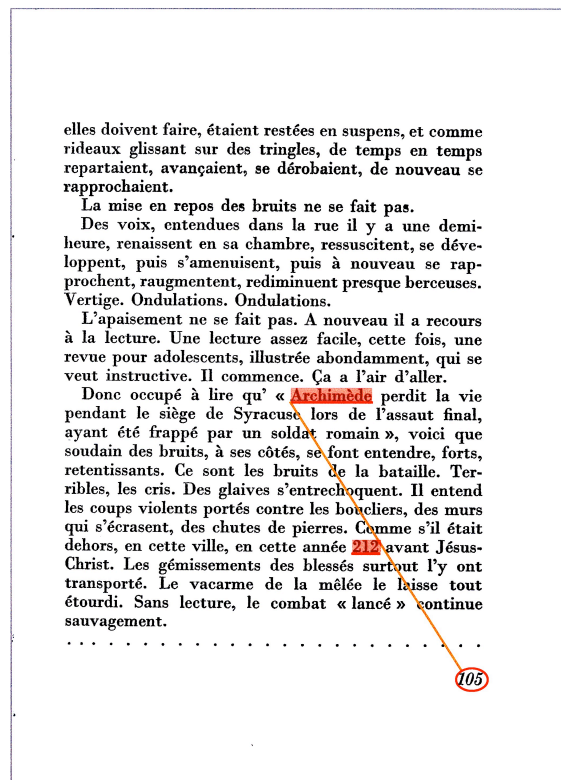 elles doivent faire, étaient restées en suspens, et comme
rideaux glissant sur des tringles, de temps en temps
repartaient, avançaient, se dérobaient, de nouveau se
rapprochaient.
La mise en repos des bruits ne se fait pas.
Des voix, entendues dans la rue il y a une demi-
heure, renaissent en sa chambre, ressuscitent, se déve-
loppent, puis s'amenuisent, puis à nouveau se rap-
prochent, raugmentent, rediminuent presque berceuses.
Vertige. Ondulations. Ondulations.
L'apaisement ne se fait pas. A nouveau il a recours
à la lecture. Une lecture assez facile, cette fois, une
revue pour adolescents, illustrée abondamment, qui se
veut instructive. Il commence. Ça a l'air d'aller.
Donc occupé à lire qu' « Archimède perdit la vie
pendant le siège de Syracuse lors de l'assaut final,
ayant été frappé par un soldat romain », voici que
soudain des bruits, à ses côtés, se font entendre, forts,
retentissants. Ce sont les bruits de la bataille. Ter-
ribles, les cris. Des glaives s'entrechoquent. Il entend
les coups violents portés contre les boucliers, des murs
qui s'écrasent, des chutes de pierres. Comme s'il était
dehors, en cette ville, en cette année 212 avant Jésus-
Christ. Les gémissements des blessés surtout l'y ont
transporté. Le vacarme de la mêlée le laisse tout
étourdi. Sans lecture, le combat « lancé » continue
sauvagement.
. . . . . . . . . . . . . . . . . . . . . . . . .
105